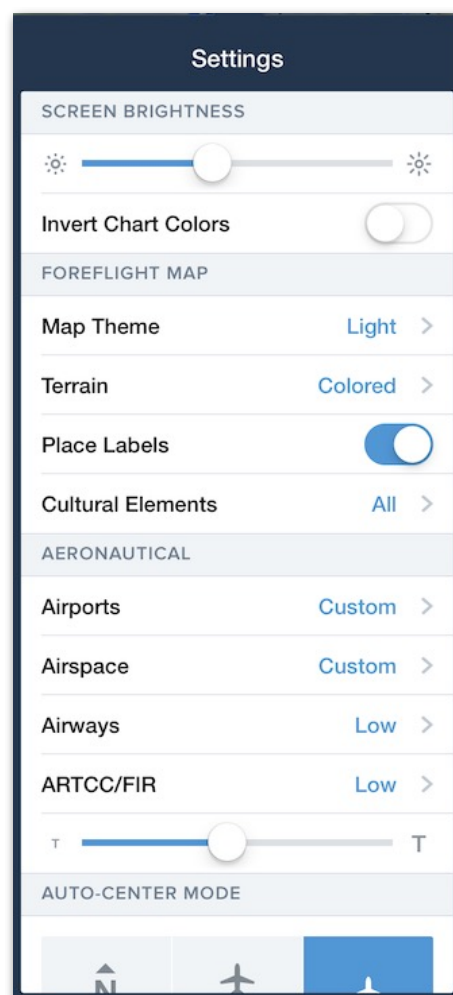 Settings
SCREEN BRIGHTNESS
Invert Chart Colors
FOREFLIGHT MAP
Map Theme Light >
Terrain Colored >
Place Labels
Cultural Elements All >
AERONAUTICAL
Airports Custom >
Airspace Custom >
Airways Low >
ARTCC/FIR Low >
T T
AUTO-CENTER MODE
N